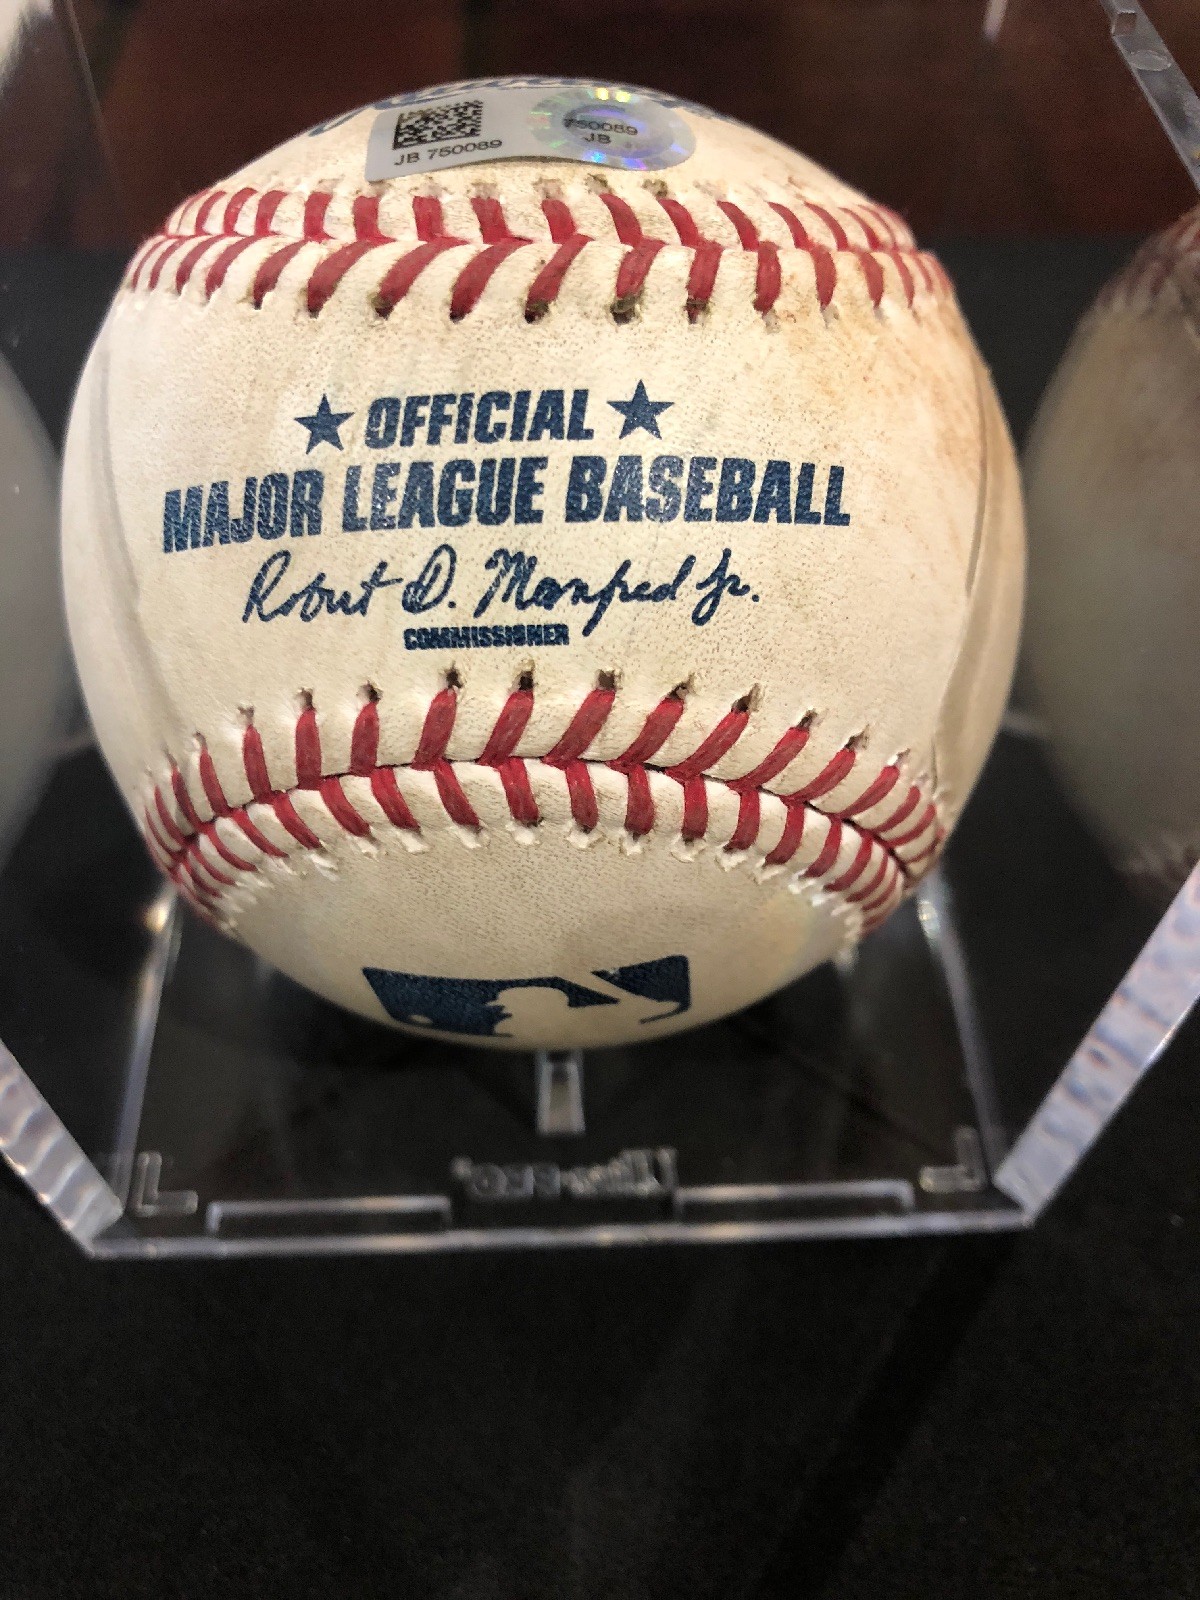 JB 750089
750089
JB
★ OFFICIAL ★
MAJOR LEAGUE BASEBALL
Robert D. Manfred Jr.
COMMISSIONER